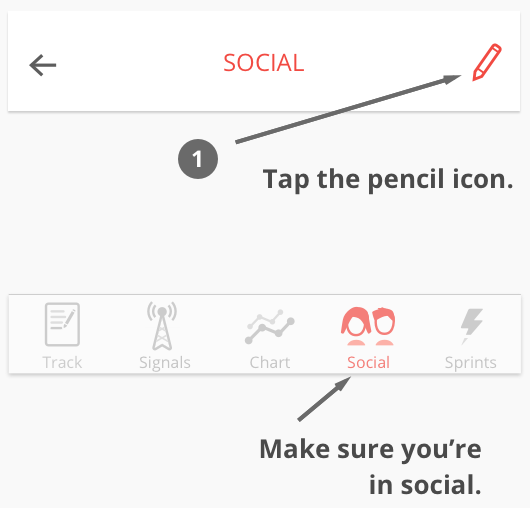 SOCIAL
1
Tap the pencil icon.
Track Signals Chart Social Sprints
Make sure you’re
in social.